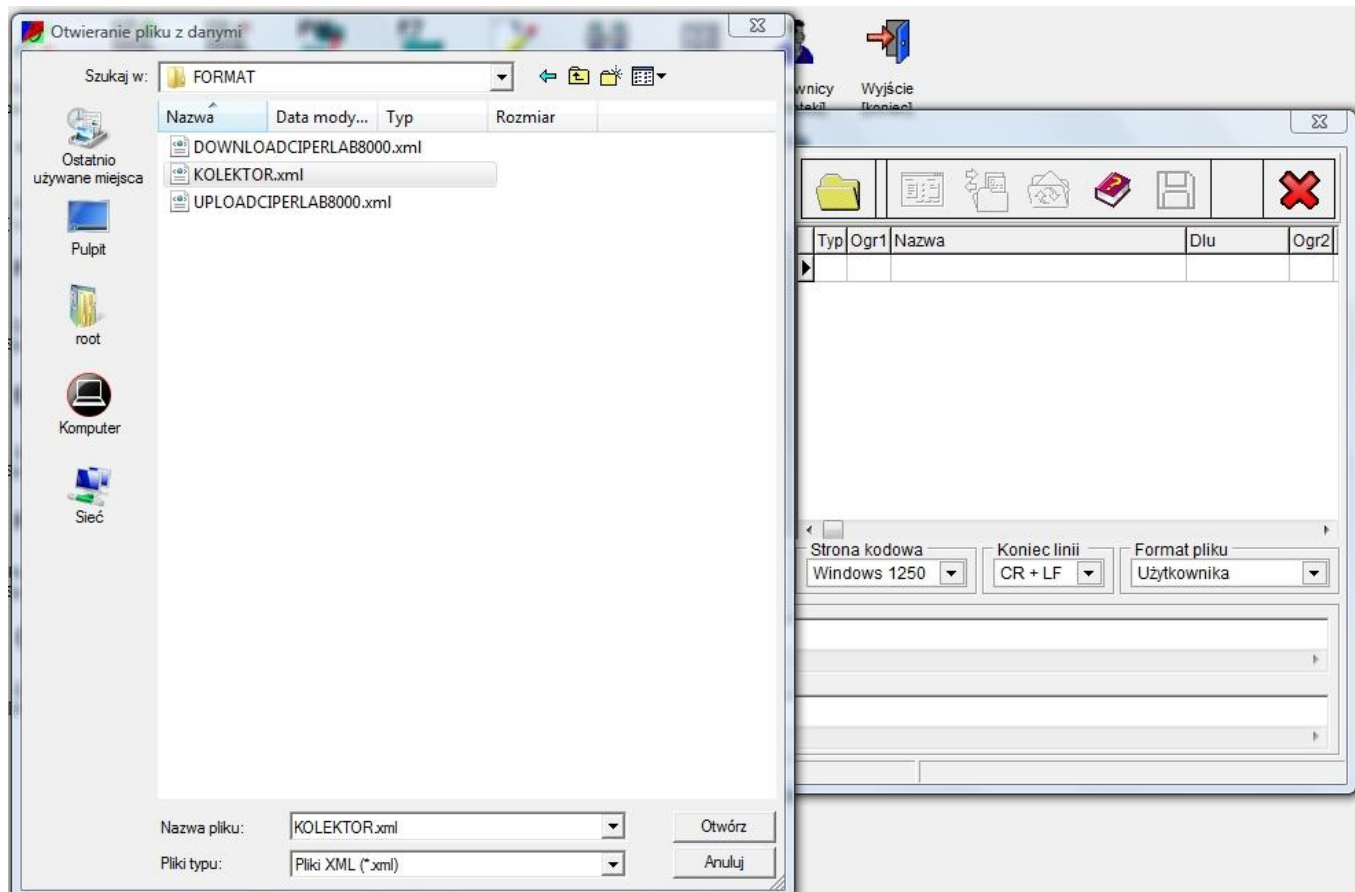 Otwieranie pliku z danymi
Szukaj w: FORMAT
Nazwa Data mody... Typ Rozmiar
DOWNLOADCIPERLAB8000.xml
KOLEKTOR.xml
UPLOADCIPERLAB8000.xml
Ostatnio
używane miejsca
Pulpit
root
Komputer
Sieć
Nazwa pliku: KOLEKTOR.xml Otwórz
Pliki typu: Pliki XML (*.xml) Anuluj
Wyjście
[koniec]
Typ Ogr1 Nazwa Dlu Ogr2
Strona kodowa Koniec linii Format pliku
Windows 1250 CR + LF Użytkownika